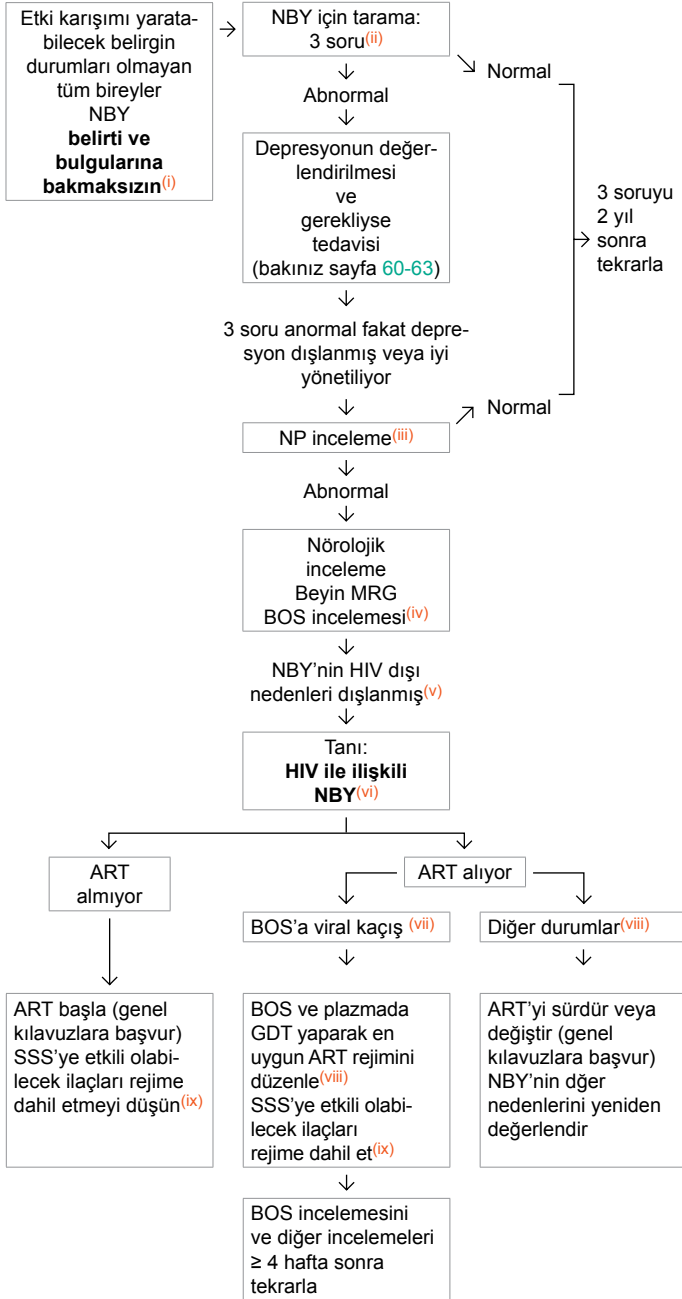 Etki karışımı yarata-
bilecek belirgin
durumları olmayan
tüm bireyler
NBY
belirti ve
bulgularına
bakmaksızın(i)
NBY için tarama:
3 soru(ii)
Normal
Abnormal
Depresyonun değer-
lendirilmesi
ve
gerekliyse
tedavisi
(bakınız sayfa 60-63)
3 soruyu
2 yıl
sonra
tekrarla
3 soru anormal fakat depre-
syon dışlanmış veya iyi
yönetiliyor
Normal
NP inceleme(iii)
Abnormal
Nörolojik
inceleme
Beyin MRG
BOS incelemesi(iv)
NBY’nin HIV dışı
nedenleri dışlanmış(v)
Tanı:
HIV ile ilişkili
NBY(vi)
ART
almıyor
ART alıyor
BOS’a viral kaçış (vii)
Diğer durumlar(viii)
ART başla (genel
kılavuzlara başvur)
SSS’ye etkili olabi-
lecek ilaçları rejime
dahil etmeyi düşün(ix)
BOS ve plazmada
GDT yaparak en
uygun ART rejimini
düzenle(viii)
SSS’ye etkili ola-
bilecek ilaçları
rejime dahil et(ix)
ART’yi sürdür veya
değiştir (genel
kılavuzlara başvur)
NBY’nin dğer
nedenlerini yeniden
değerlendir
BOS incelemesini
ve diğer incelemeleri
≥ 4 hafta sonra
tekrarla